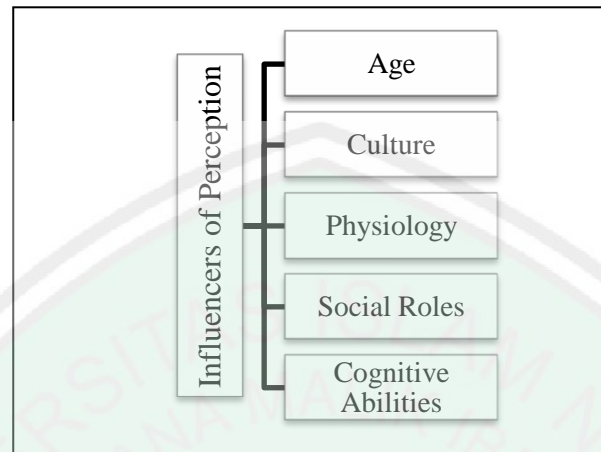 Influencers of Perception
Age
Culture
Physiology
Social Roles
Cognitive
Abilities